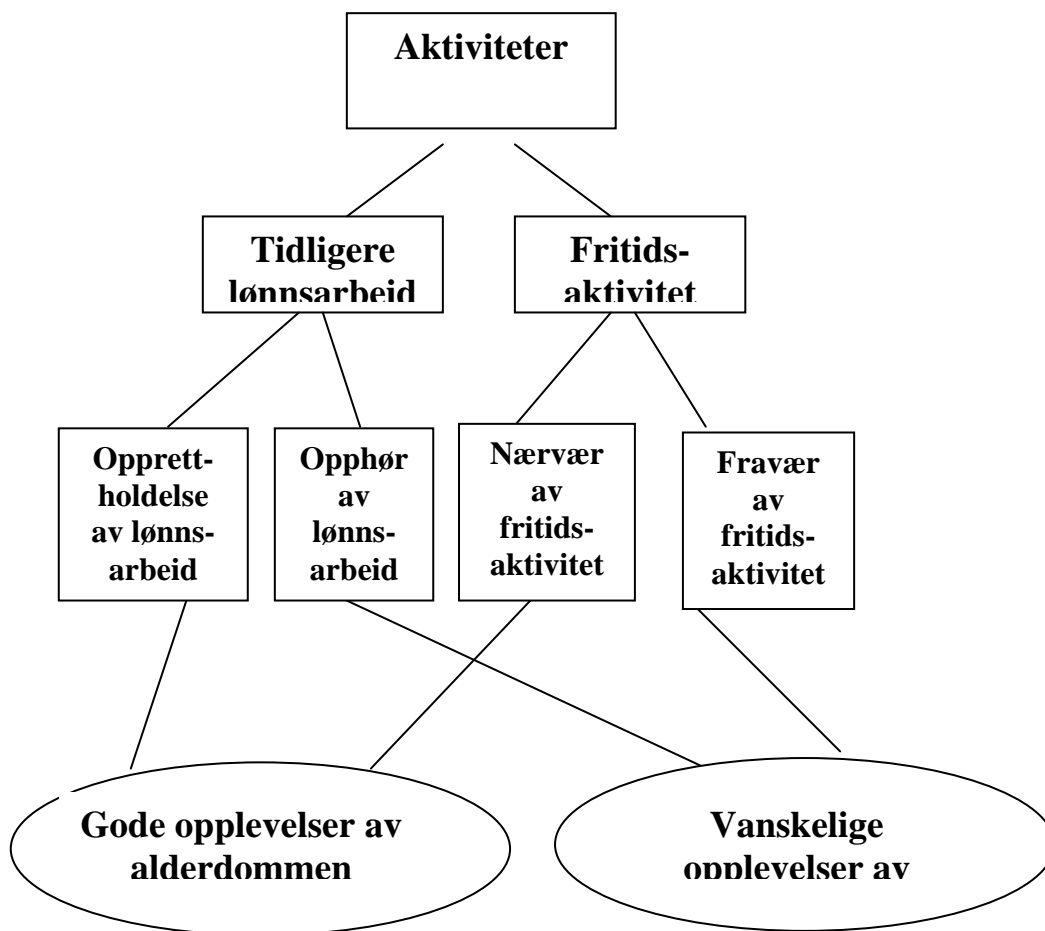 Aktiviteter
Tidligere
lønnsarbeid
Fritids-
aktivitet
Opprett-
holdelse
av lønns-
arbeid
Opphør
av
lønns-
arbeid
Nærvær
av
fritids-
aktivitet
Fravær
av
fritids-
aktivitet
Gode opplevelser av
alderdommen
Vanskelige
opplevelser av